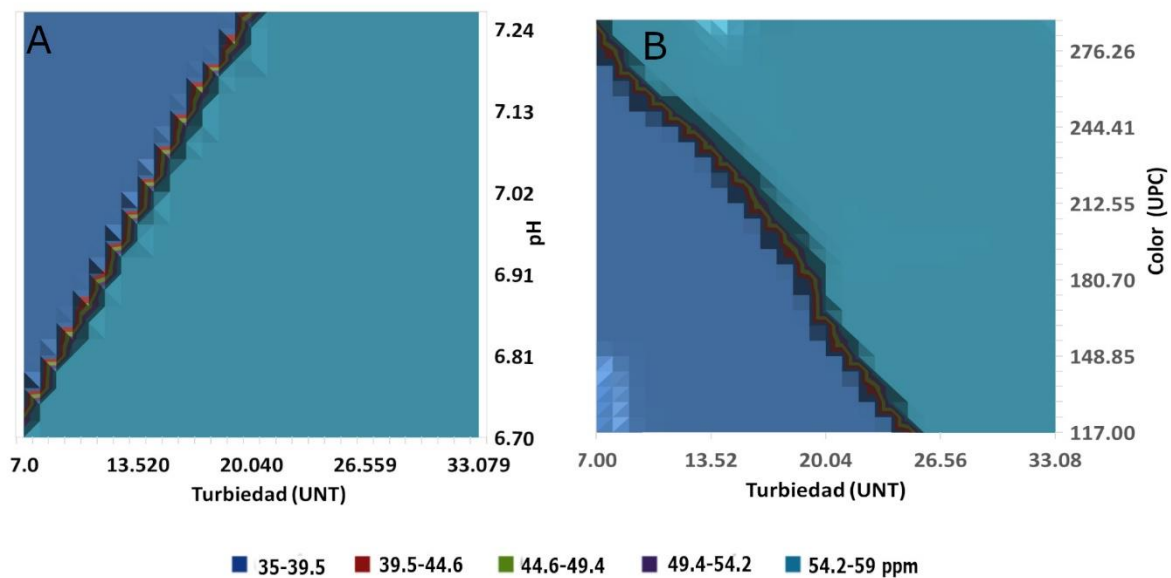 A
7.24
7.13
7.02
6.91
6.81
6.70
pH
7.0 13.520 20.040 26.559 33.079
Turbiedad (UNT)
B
276.26
244.41
212.55
180.70
148.85
117.00
Color (UPC)
7.00 13.52 20.04 26.56 33.08
Turbiedad (UNT)
35-39.5 39.5-44.6 44.6-49.4 49.4-54.2 54.2-59 ppm